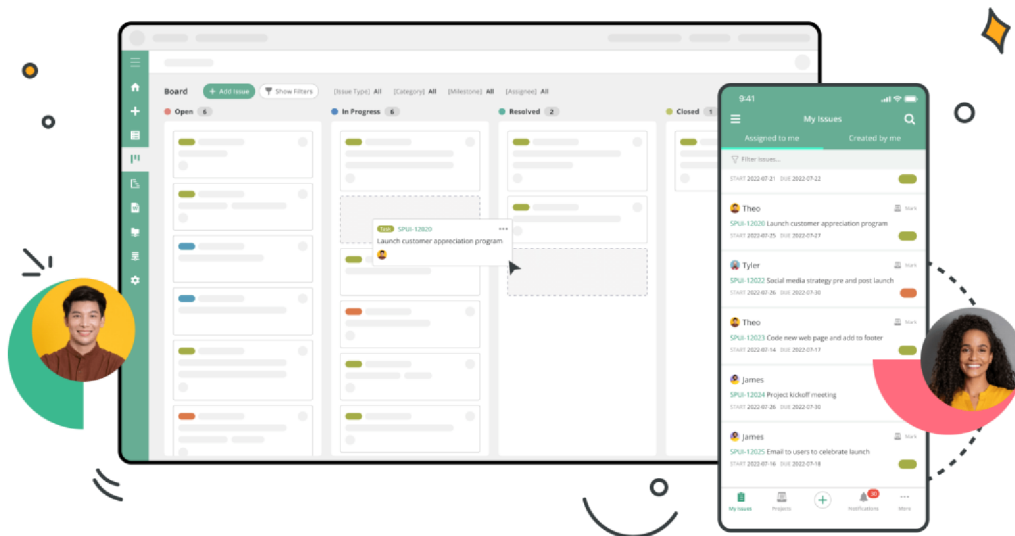 Board
+ Add Issue
Show Filters
[Issue Type] All
[Category] All
[Milestone] All
[Assignee] All
Open 6
In Progress 6
Resolved 2
Closed 1
Task SPUI-12020
Launch customer appreciation program
9:41
My Issues
Assigned to me
Created by me
Filter issues...
START 2022-07-21 DUE 2022-07-22
Theo
Mark
SPUI-12020 Launch customer appreciation program
START 2022-07-25 DUE 2022-07-27
Tyler
Mark
SPUI-12022 Social media strategy pre and post launch
START 2022-07-26 DUE 2022-07-30
Theo
Mark
SPUI-12023 Code new web page and add to footer
START 2022-07-14 DUE 2022-07-17
James
SPUI-12024 Project kickoff meeting
START 2022-07-26 DUE 2022-07-30
James
Mark
SPUI-12025 Email to users to celebrate launch
START 2022-07-16 DUE 2022-07-18
30
My Issues
Projects
Notifications
More